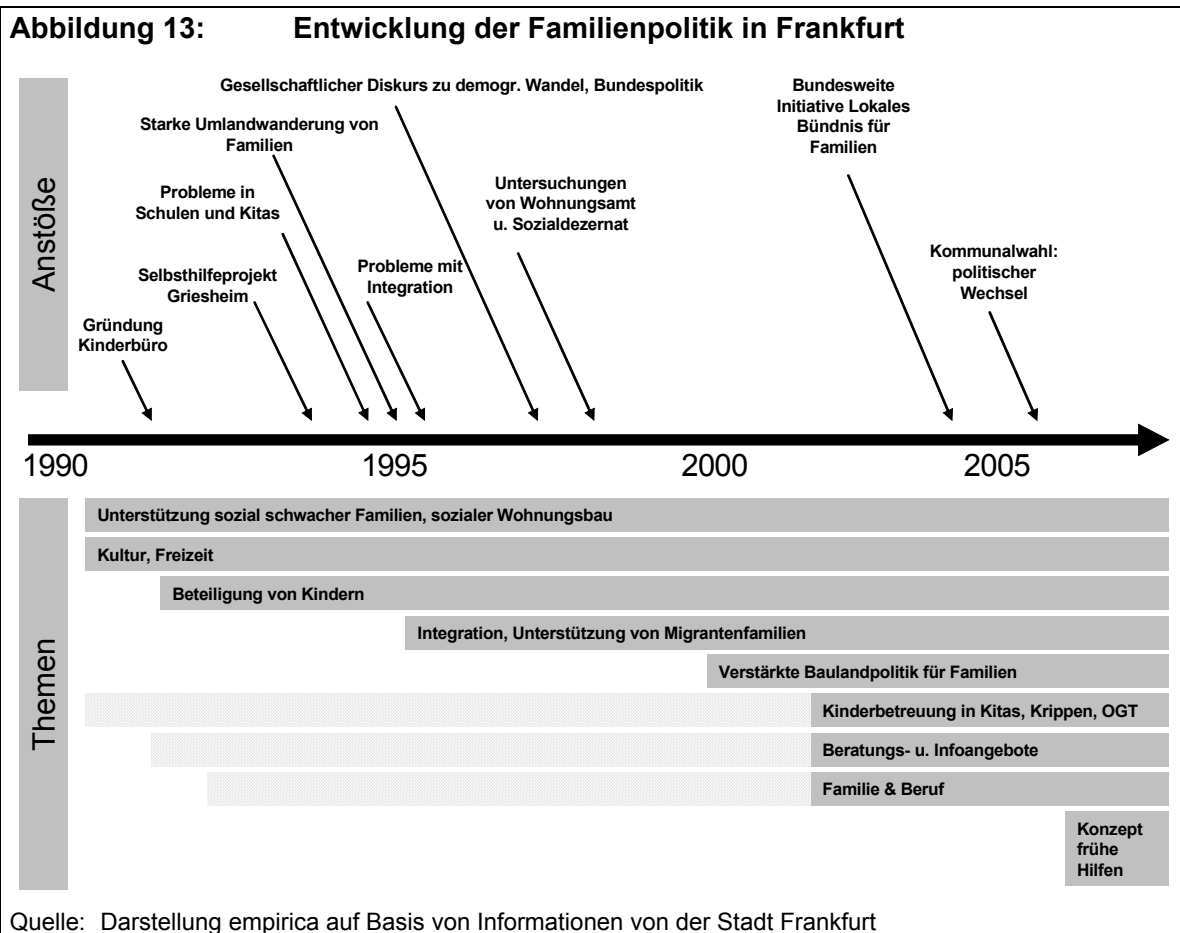 Abbildung 13: Entwicklung der Familienpolitik in Frankfurt
Anstöße
Gesellschaftlicher Diskurs zu demogr. Wandel, Bundespolitik
Starke Umlandwanderung von
Familien
Probleme in
Schulen und Kitas
Selbsthilfeprojekt
Griesheim
Gründung
Kinderbüro
Probleme mit
Integration
Untersuchungen
von Wohnungsamt
u. Sozialdezernat
Bundesweite
Initiative Lokales
Bündnis für
Familien
Kommunalwahl:
politischer
Wechsel
1990 1995 2000 2005
Themen
Unterstützung sozial schwacher Familien, sozialer Wohnungsbau
Kultur, Freizeit
Beteiligung von Kindern
Integration, Unterstützung von Migrantenfamilien
Verstärkte Baulandpolitik für Familien
Kinderbetreuung in Kitas, Krippen, OGT
Beratungs- u. Infoangebote
Familie & Beruf
Konzept
frühe
Hilfen
Quelle: Darstellung empirica auf Basis von Informationen von der Stadt Frankfurt